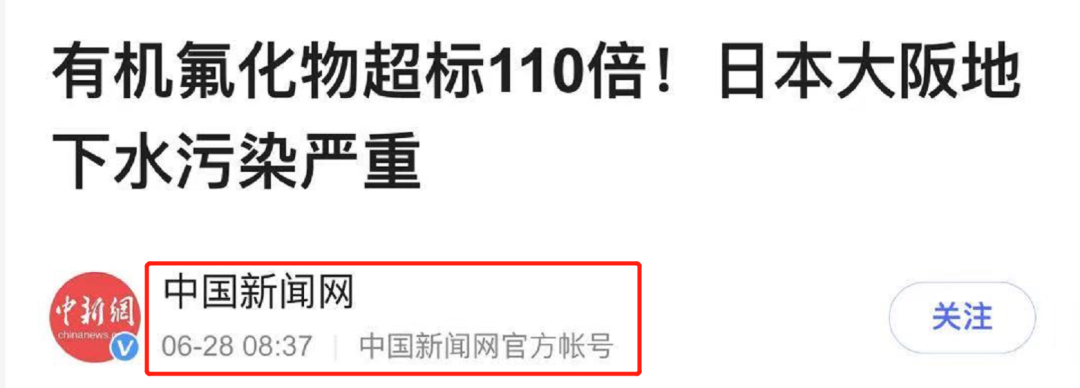 有机氟化物超标110倍！日本大阪地
下水污染严重
中国新闻网
06-28 08:37 | 中国新闻网官方帐号
关注
中新網
chinanews.
V